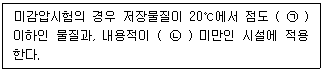 미감압시험의 경우 저장물질이 20℃에서 점도 ( ㉠ )
이하인 물질과, 내용적이 ( ㉡ ) 미만인 시설에 적용
한다.